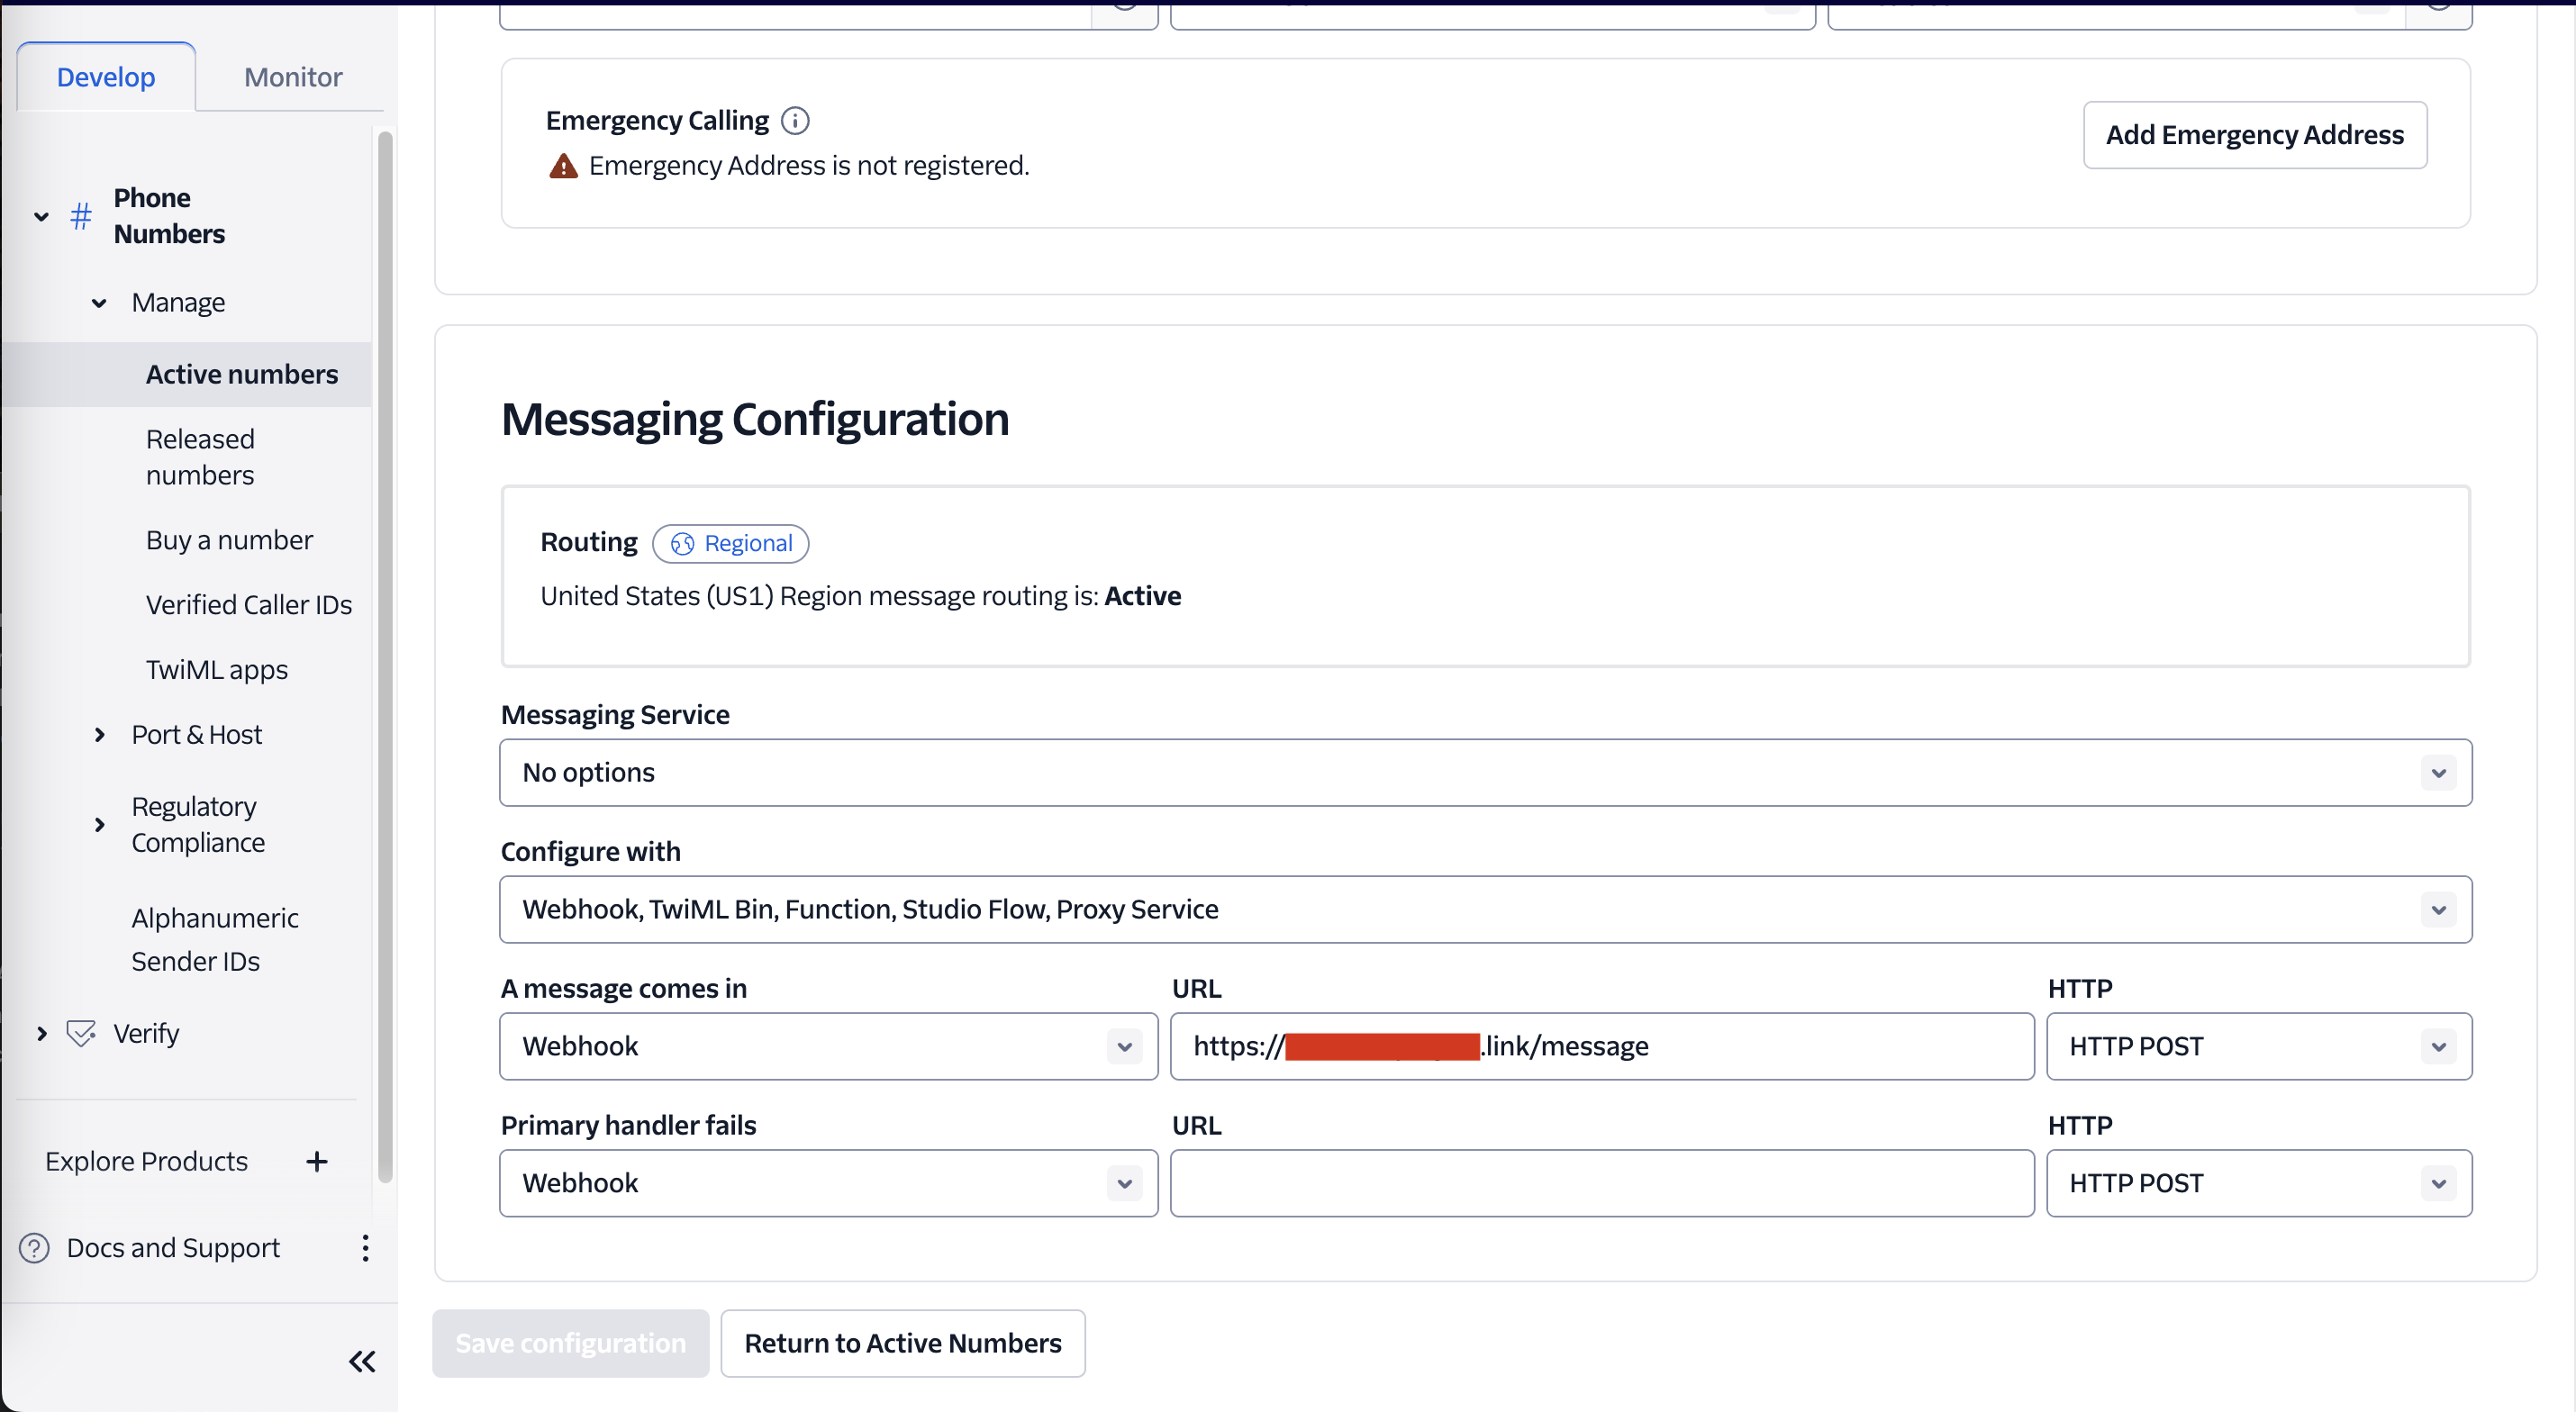 Develop
Monitor
Phone
Numbers
Manage
Active numbers
Released
numbers
Buy a number
Verified Caller IDs
TwiML apps
Port & Host
Regulatory
Compliance
Alphanumeric
Sender IDs
Verify
Explore Products +
Docs and Support
Emergency Calling
Emergency Address is not registered.
Add Emergency Address
Messaging Configuration
Routing Regional
United States (US1) Region message routing is: Active
Messaging Service
No options
Configure with
Webhook, TwiML Bin, Function, Studio Flow, Proxy Service
A message comes in URL HTTP
Webhook https:// .link/message HTTP POST
Primary handler fails URL HTTP
Webhook HTTP POST
Save configuration Return to Active Numbers